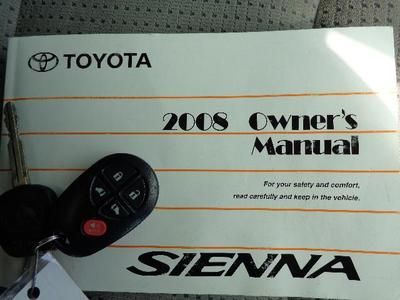 TOYOTA
2008 Owner's
Manual
For your safety and comfort,
read carefully and keep in the vehicle.
SIENNA